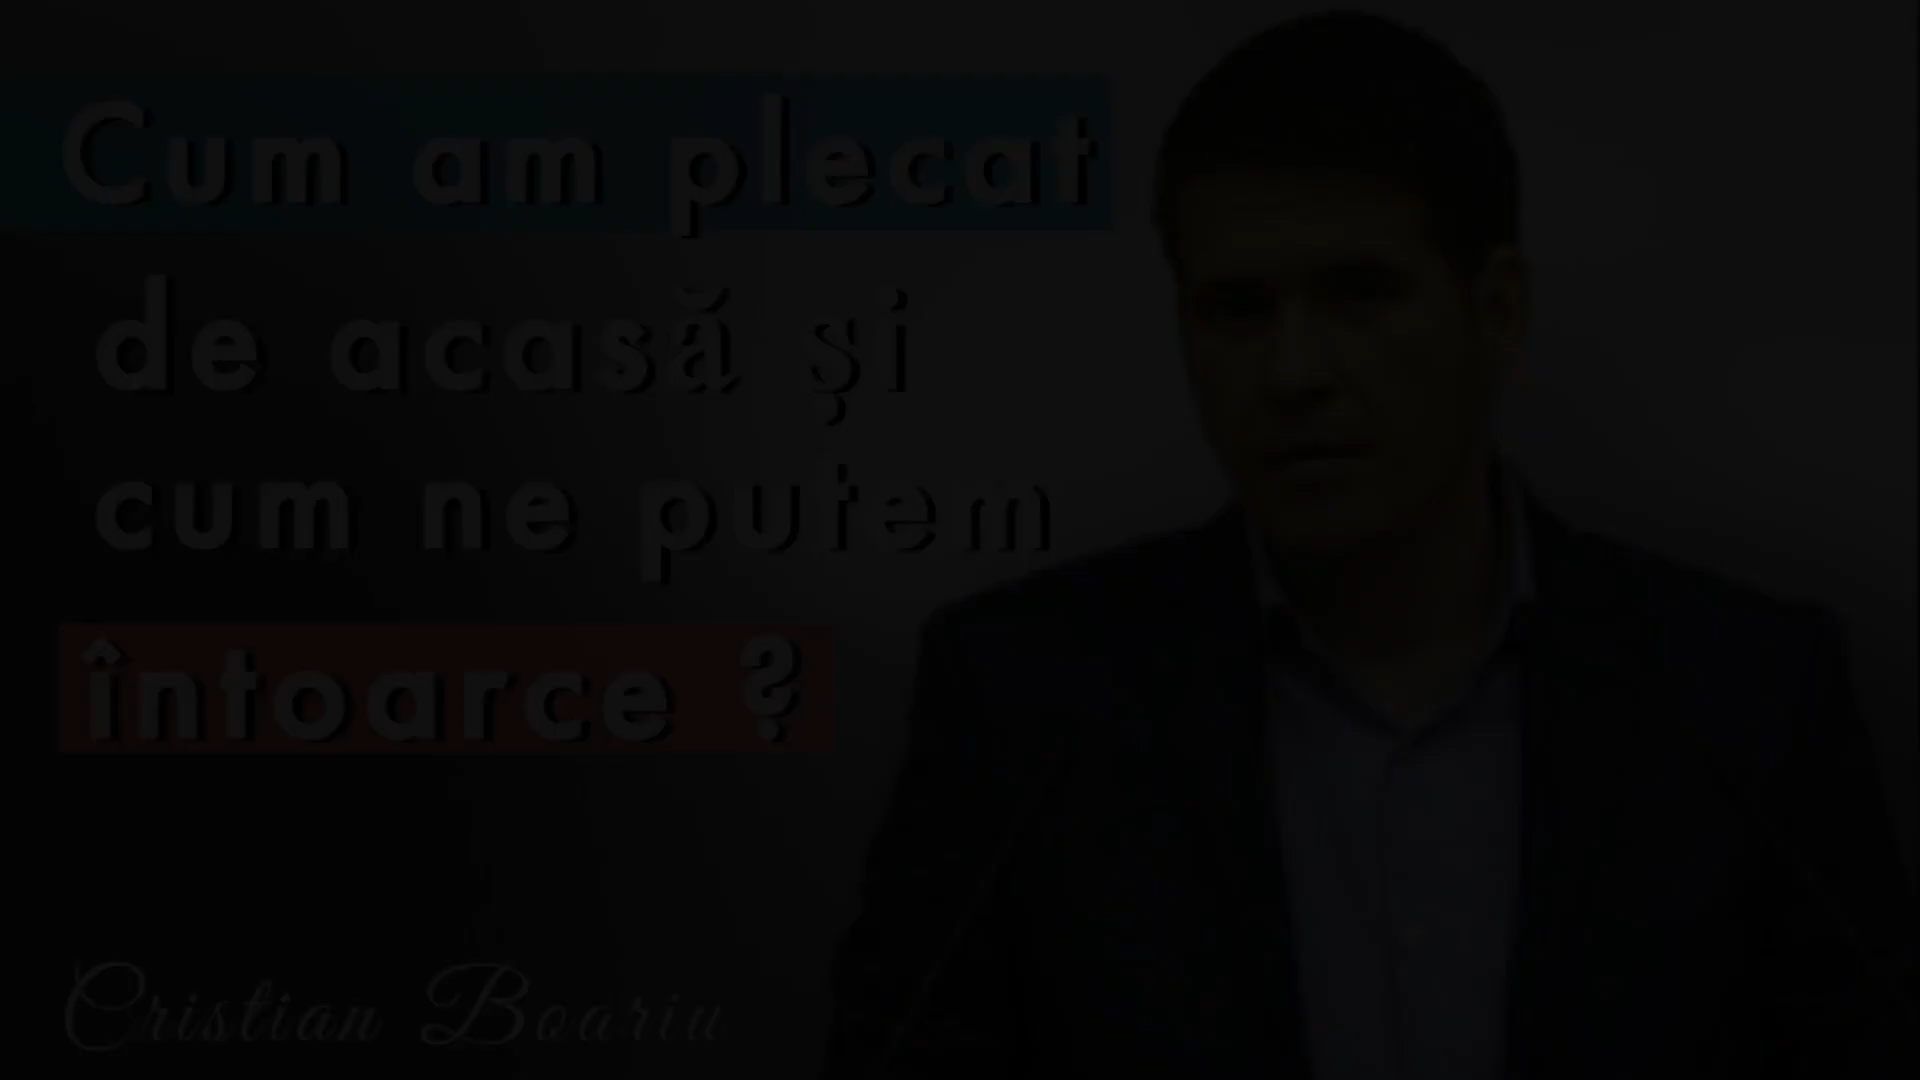 Cum am plecat
de acasă și
cum ne putem
întoarce ?
Cristian Boariu